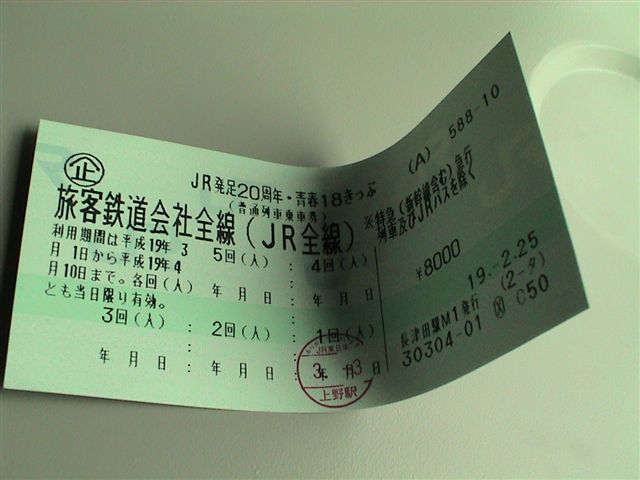 企
JR発足20周年・青春18きっぷ
(普通列車乗車券)
旅客鉄道会社全線(JR全線)
利用期間は平成19年 3
月 1日から平成19年4
月10日まで。各回(人)
とも当日限り有効。
5回(人) : 4回(人)
年 月 日 : 年 月 日
3回(人) : 2回(人) : 1回(人)
年 月 日 : 年 月 日 : 年 月 日
JR東日本
3. -3
上野駅
(A) 588-10
※特急(新幹線含む)急行
列車及びJRバスを除く
¥8000
19.-2.25
(2-タ)
長津田駅M1発行
30304-01 C50